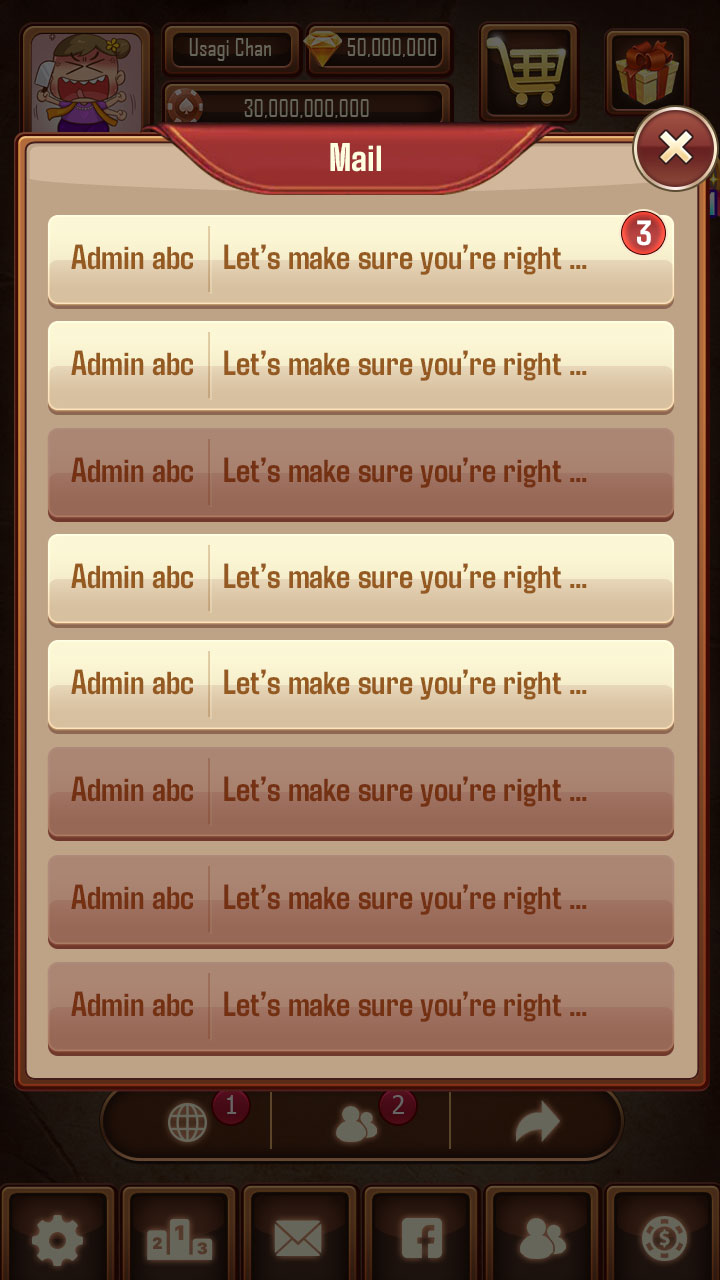 Usagi Chan
50,000,000
30,000,000,000
Mail
3
Admin abc Let's make sure you're right ...
Admin abc Let's make sure you're right ...
Admin abc Let's make sure you're right ...
Admin abc Let's make sure you're right ...
Admin abc Let's make sure you're right ...
Admin abc Let's make sure you're right ...
Admin abc Let's make sure you're right ...
Admin abc Let's make sure you're right ...
1
2
2 1 3
f
$